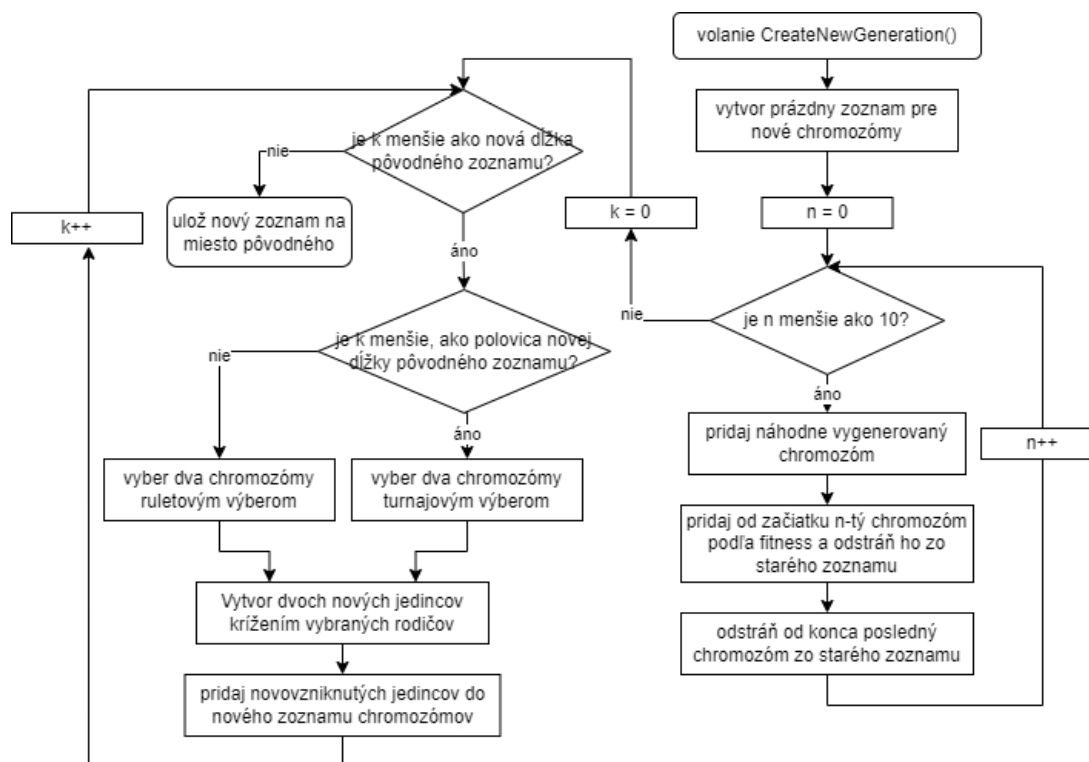 volanie CreateNewGeneration()
vytvor prázdny zoznam pre
nové chromozómy
n = 0
je n menšie ako 10?
nie
áno
pridaj náhodne vygenerovaný
chromozóm
pridaj od začiatku n-tý chromozóm
podľa fitness a odstráň ho zo
starého zoznamu
odstráň od konca posledný
chromozóm zo starého zoznamu
n++
k = 0
je k menšie ako nová dĺžka
pôvodného zoznamu?
nie
ulož nový zoznam na
miesto pôvodného
áno
je k menšie, ako polovica novej
dĺžky pôvodného zoznamu?
nie
áno
vyber dva chromozómy
ruletovým výberom
vyber dva chromozómy
turnajovým výberom
Vytvor dvoch nových jedincov
krížením vybraných rodičov
pridaj novovzniknutých jedincov do
nového zoznamu chromozómov
k++